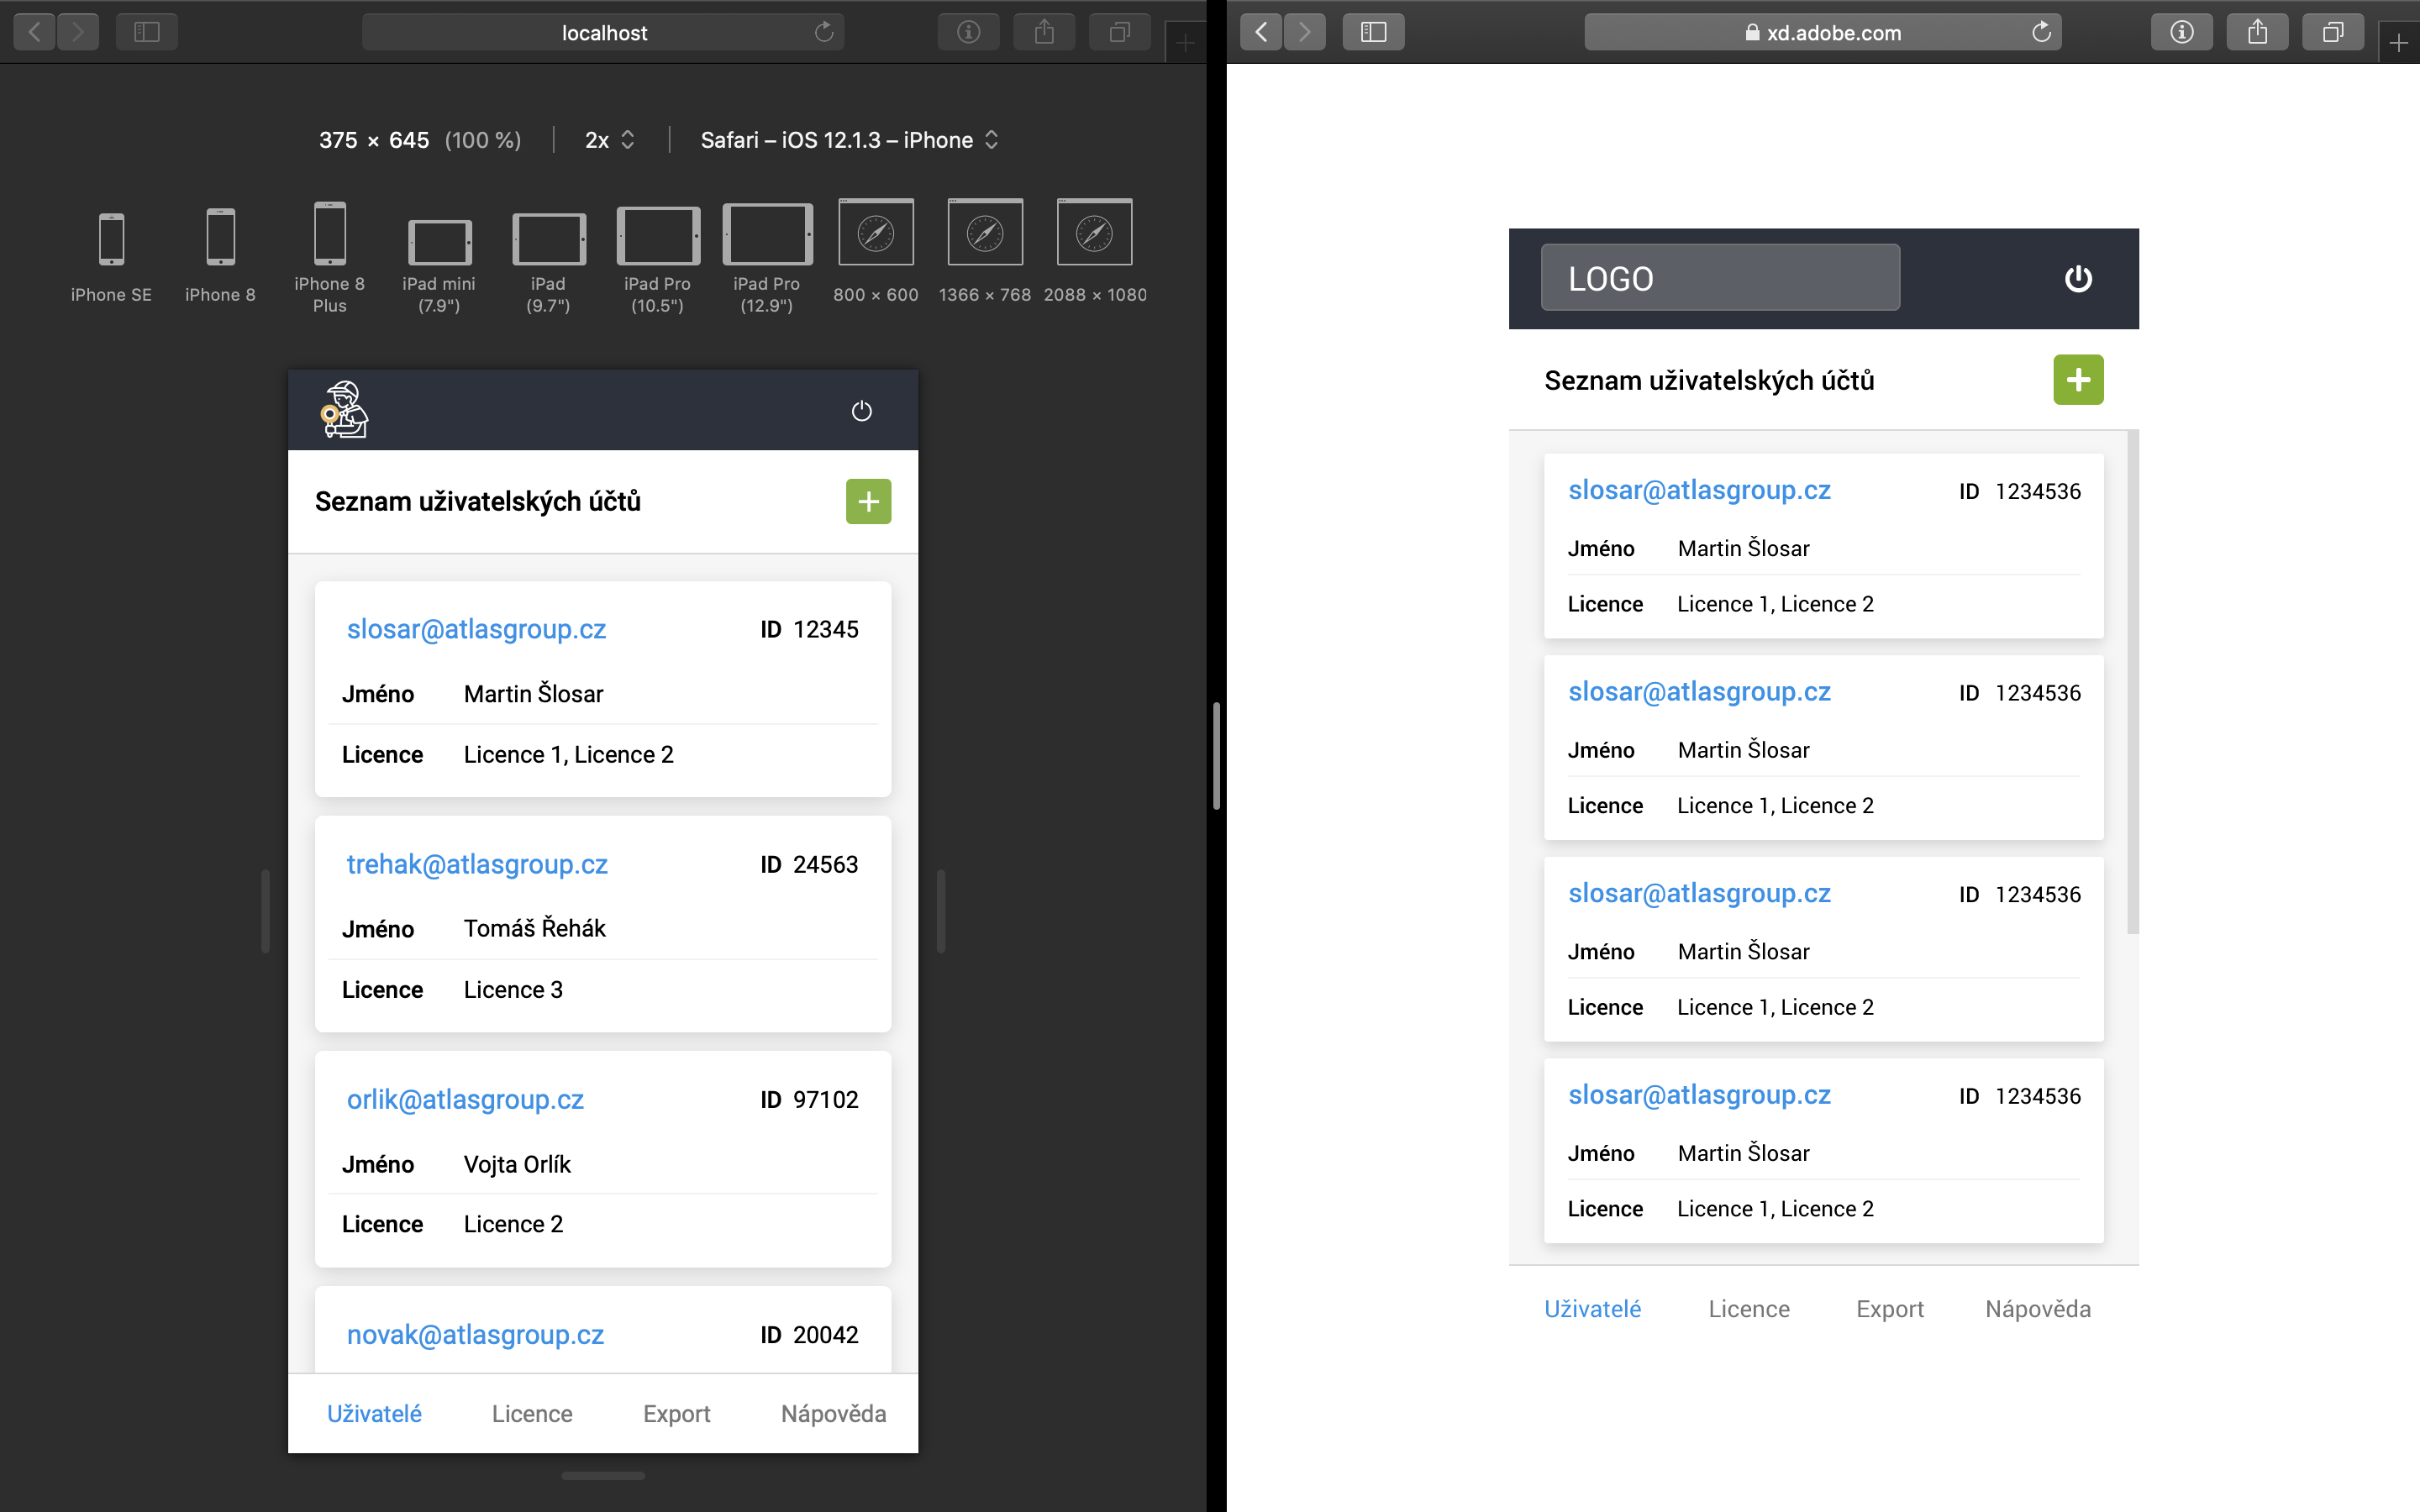 localhost
375 × 645 (100 %)
2x
Safari – iOS 12.1.3 – iPhone
iPhone SE
iPhone 8
iPhone 8 Plus
iPad mini (7.9")
iPad (9.7")
iPad Pro (10.5")
iPad Pro (12.9")
800 × 600
1366 × 768
2088 × 1080
Seznam uživatelských účtů
slosar@atlasgroup.cz ID 12345
Jméno Martin Šlosar
Licence Licence 1, Licence 2
trehak@atlasgroup.cz ID 24563
Jméno Tomáš Řehák
Licence Licence 3
orlik@atlasgroup.cz ID 97102
Jméno Vojta Orlík
Licence Licence 2
novak@atlasgroup.cz ID 20042
Uživatelé Licence Export Nápověda
xd.adobe.com
LOGO
Seznam uživatelských účtů
slosar@atlasgroup.cz ID 1234536
Jméno Martin Šlosar
Licence Licence 1, Licence 2
slosar@atlasgroup.cz ID 1234536
Jméno Martin Šlosar
Licence Licence 1, Licence 2
slosar@atlasgroup.cz ID 1234536
Jméno Martin Šlosar
Licence Licence 1, Licence 2
slosar@atlasgroup.cz ID 1234536
Jméno Martin Šlosar
Licence Licence 1, Licence 2
Uživatelé Licence Export Nápověda